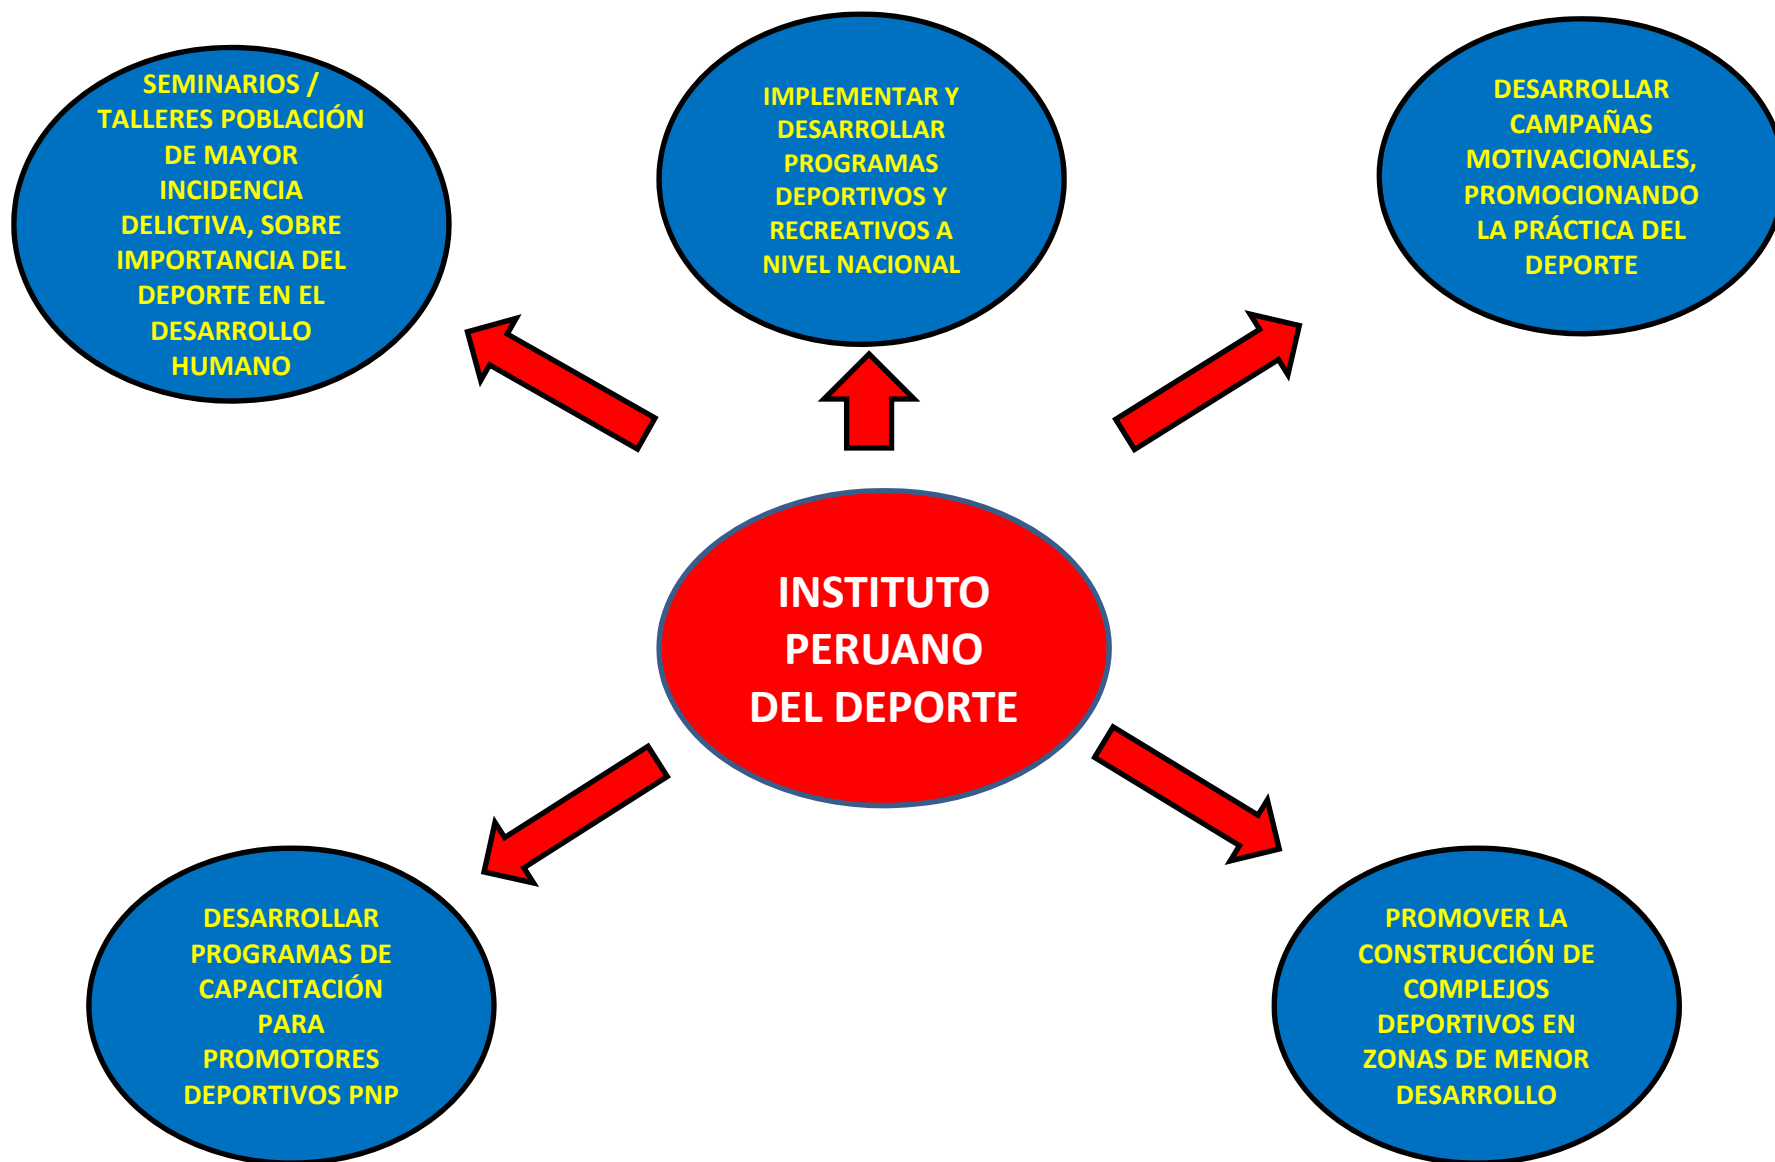 SEMINARIOS /
TALLERES POBLACIÓN
DE MAYOR
INCIDENCIA
DELICTIVA, SOBRE
IMPORTANCIA DEL
DEPORTE EN EL
DESARROLLO
HUMANO
IMPLEMENTAR Y
DESARROLLAR
PROGRAMAS
DEPORTIVOS Y
RECREATIVOS A
NIVEL NACIONAL
DESARROLLAR
CAMPAÑAS
MOTIVACIONALES,
PROMOCIONANDO
LA PRÁCTICA DEL
DEPORTE
INSTITUTO
PERUANO
DEL DEPORTE
DESARROLLAR
PROGRAMAS DE
CAPACITACIÓN
PARA
PROMOTORES
DEPORTIVOS PNP
PROMOVER LA
CONSTRUCCIÓN DE
COMPLEJOS
DEPORTIVOS EN
ZONAS DE MENOR
DESARROLLO